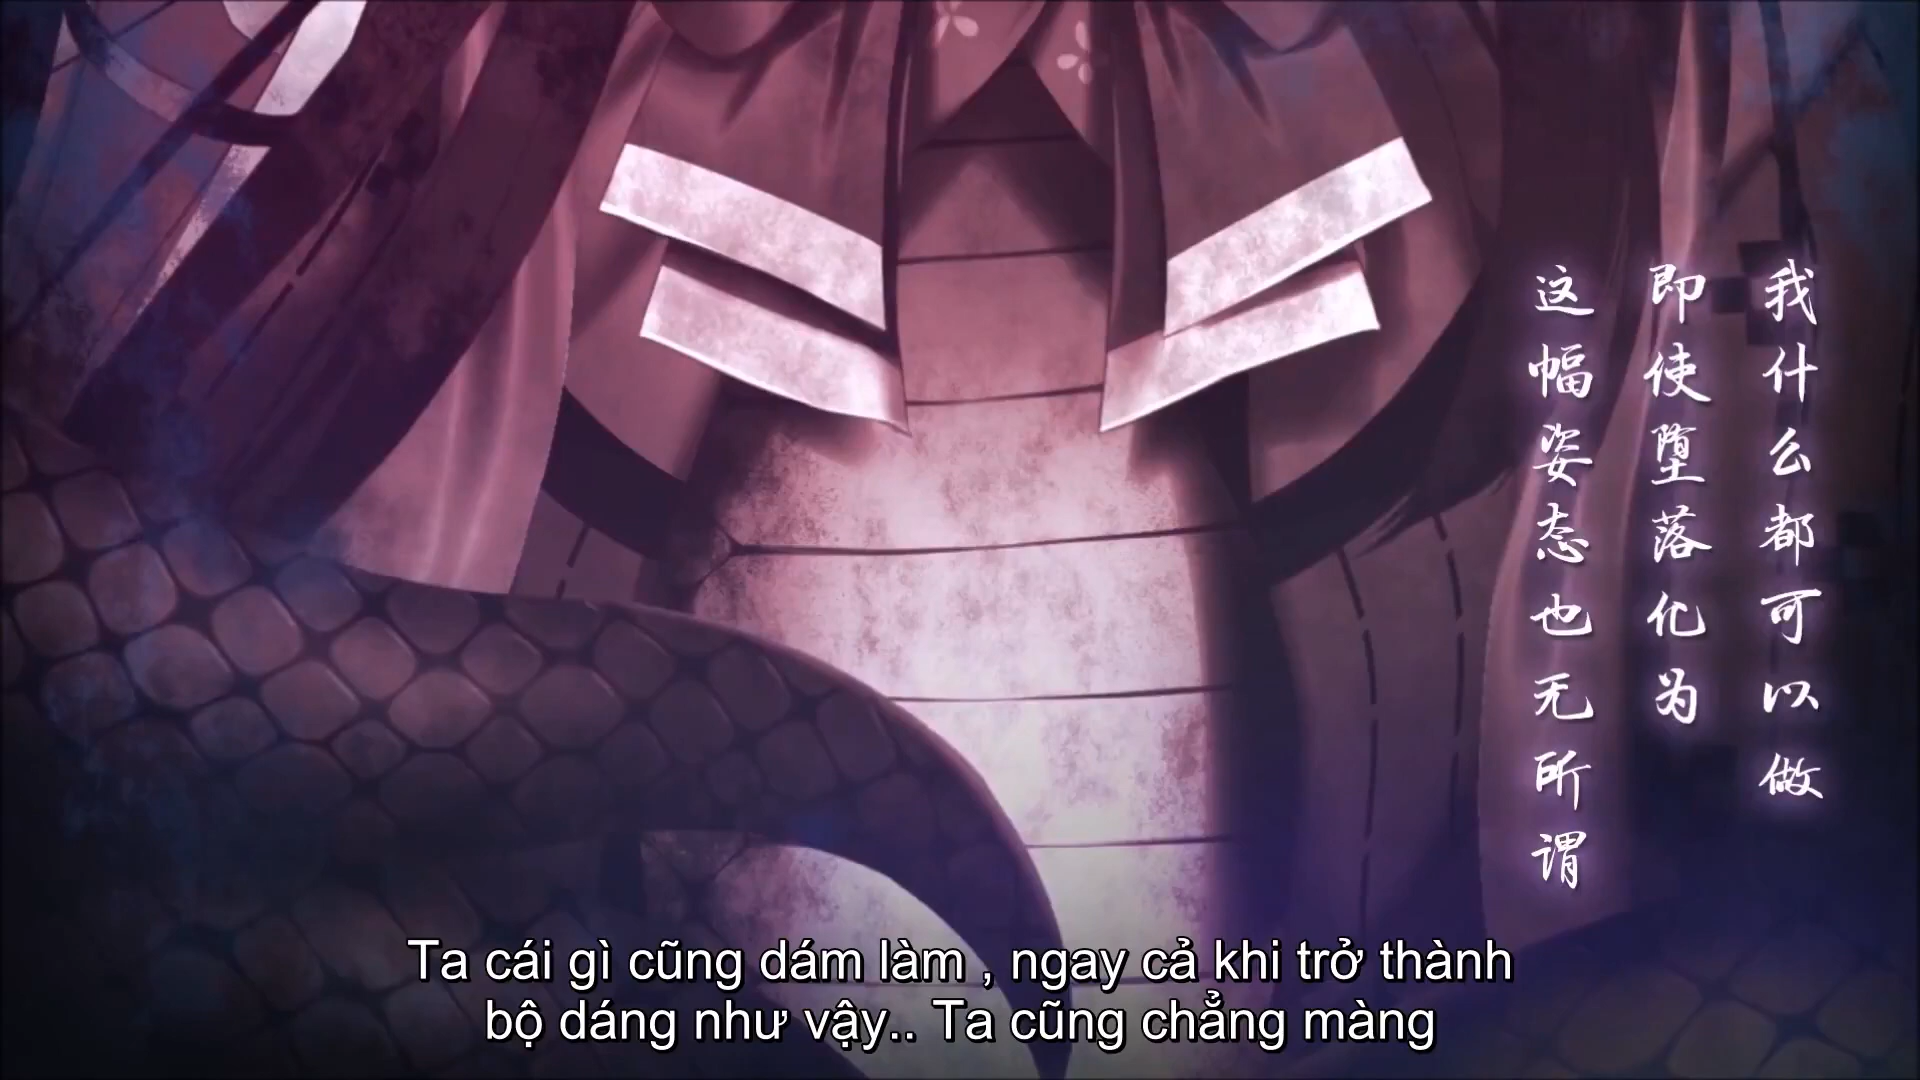 我什么都可以做
即使堕落化为
这幅姿态也无所谓
Ta cái gì cũng dám làm , ngay cả khi trở thành
bộ dáng như vậy.. Ta cũng chẳng màng